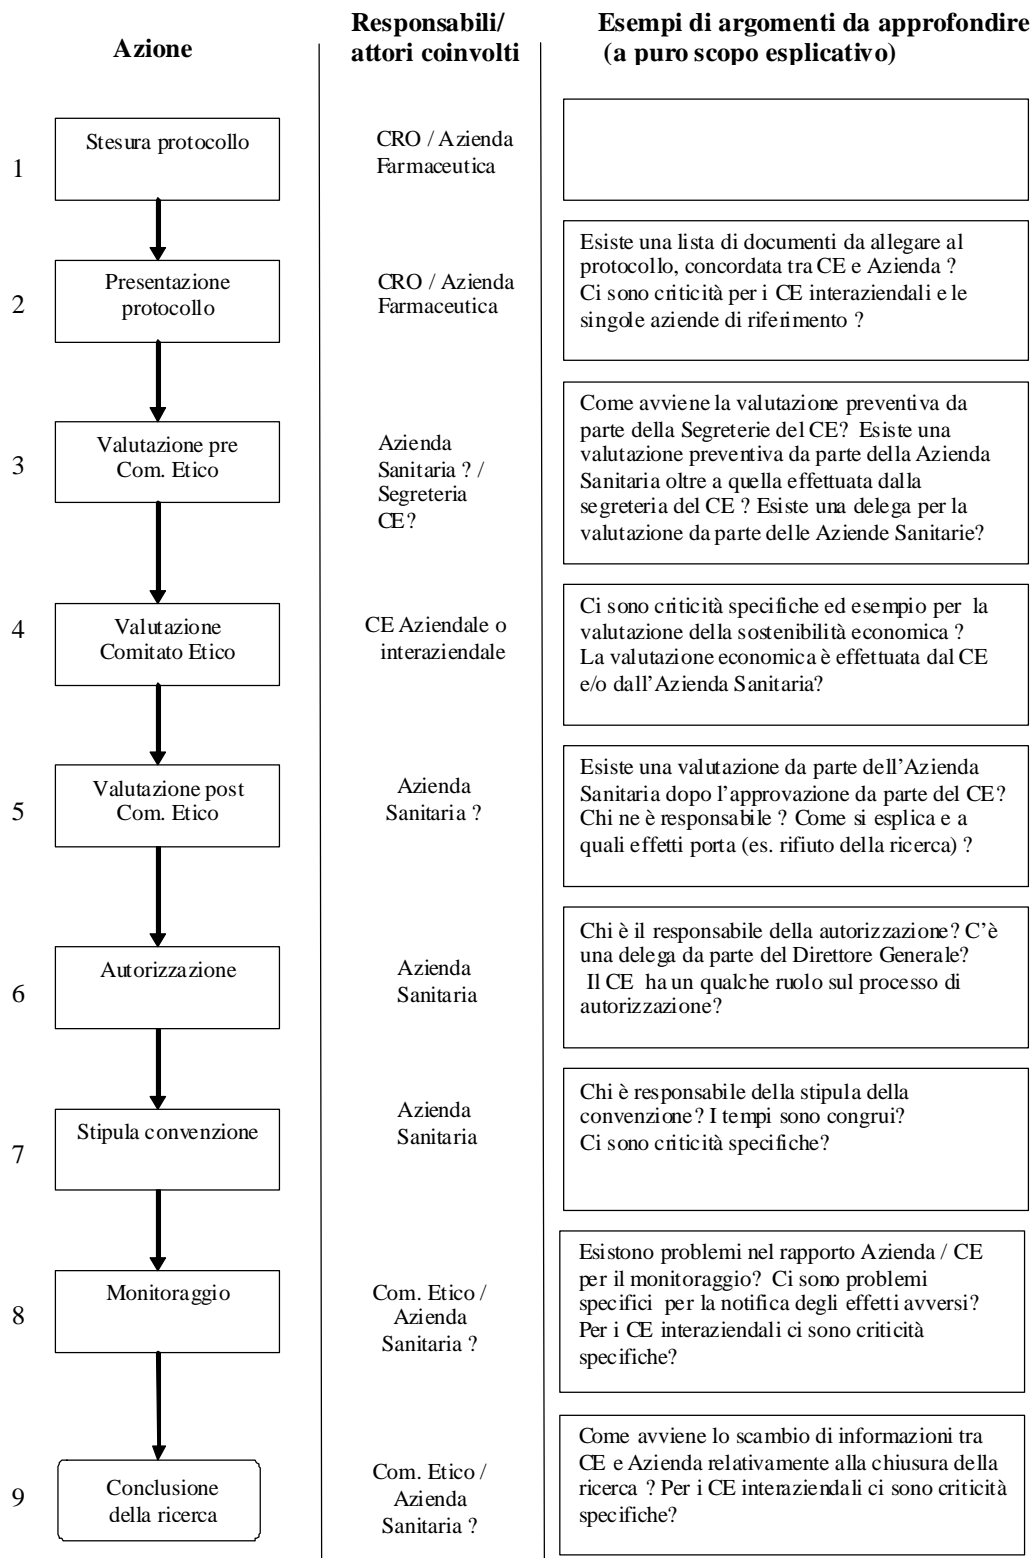 Azione
Responsabili/
attori coinvolti
Esempi di argomenti da approfondire
(a puro scopo esplicativo)
1
Stesura protocollo
CRO / Azienda
Farmaceutica
2
Presentazione
protocollo
CRO / Azienda
Farmaceutica
Esiste una lista di documenti da allegare al
protocollo, concordata tra CE e Azienda ?
Ci sono criticità per i CE interaziendali e le
singole aziende di riferimento ?
3
Valutazione pre
Com. Etico
Azienda
Sanitaria ? /
Segreteria
CE?
Come avviene la valutazione preventiva da
parte della Segreterie del CE? Esiste una
valutazione preventiva da parte della Azienda
Sanitaria oltre a quella effettuata dalla
segreteria del CE ? Esiste una delega per la
valutazione da parte delle Aziende Sanitarie?
4
Valutazione
Comitato Etico
CE Aziendale o
interaziendale
Ci sono criticità specifiche ed esempio per la
valutazione della sostenibilità economica ?
La valutazione economica è effettuata dal CE
e/o dall'Azienda Sanitaria?
5
Valutazione post
Com. Etico
Azienda
Sanitaria ?
Esiste una valutazione da parte dell'Azienda
Sanitaria dopo l'approvazione da parte del CE?
Chi ne è responsabile ? Come si esplica e a
quali effetti porta (es. rifiuto della ricerca) ?
6
Autorizzazione
Azienda
Sanitaria
Chi è il responsabile della autorizzazione? C'è
una delega da parte del Direttore Generale?
Il CE ha un qualche ruolo sul processo di
autorizzazione?
7
Stipula convenzione
Azienda
Sanitaria
Chi è responsabile della stipula della
convenzione? I tempi sono congrui?
Ci sono criticità specifiche?
8
Monitoraggio
Com. Etico /
Azienda
Sanitaria ?
Esistono problemi nel rapporto Azienda / CE
per il monitoraggio? Ci sono problemi
specifici per la notifica degli effetti avversi?
Per i CE interaziendali ci sono criticità
specifiche?
9
Conclusione
della ricerca
Com. Etico /
Azienda
Sanitaria ?
Come avviene lo scambio di informazioni tra
CE e Azienda relativamente alla chiusura della
ricerca ? Per i CE interaziendali ci sono criticità
specifiche?